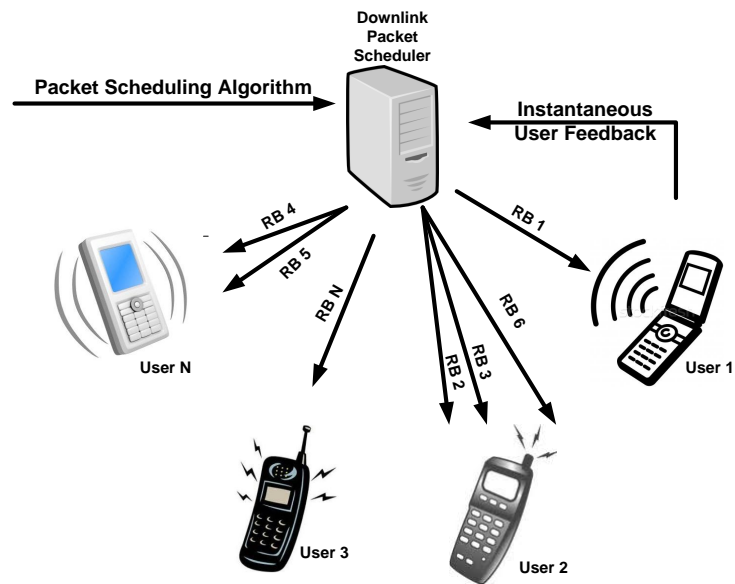 Downlink
Packet
Scheduler
Packet Scheduling Algorithm
Instantaneous
User Feedback
RB 4
RB 5
RB N
RB 2
RB 3
RB 6
RB 1
User N
User 1
User 3
User 2